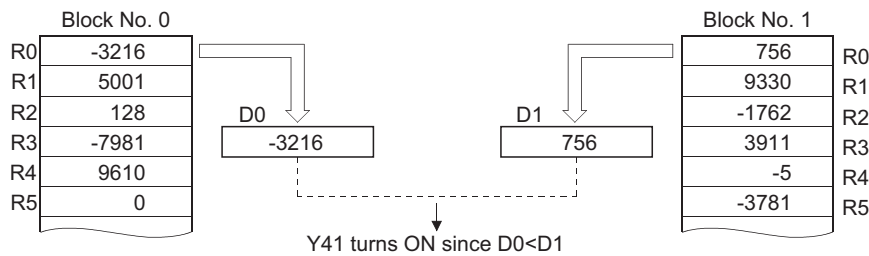 Block No. 0
Block No. 1
R0 -3216
R1 5001
R2 128
R3 -7981
R4 9610
R5 0
D0
-3216
D1
756
756 R0
9330 R1
-1762 R2
3911 R3
-5 R4
-3781 R5
Y41 turns ON since D0<D1